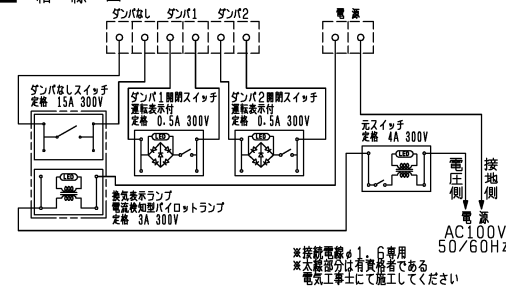 結線図
ダンパなし ダンパ1 ダンパ2 電源
ダンパなしスイッチ
定格 15A 300V
ダンパ1開閉スイッチ
運転表示付
定格 0.5A 300V
ダンパ2開閉スイッチ
運転表示付
定格 0.5A 300V
元スイッチ
定格 4A 300V
LED
LED
LED
LED
換気表示ランプ
電流検知型パイロットランプ
定格 3A 300V
電圧側
接地側
電源
AC100V
50/60Hz
※接続電線φ1.6専用
※太線部分は有資格者である
電気工事士にて施工してください